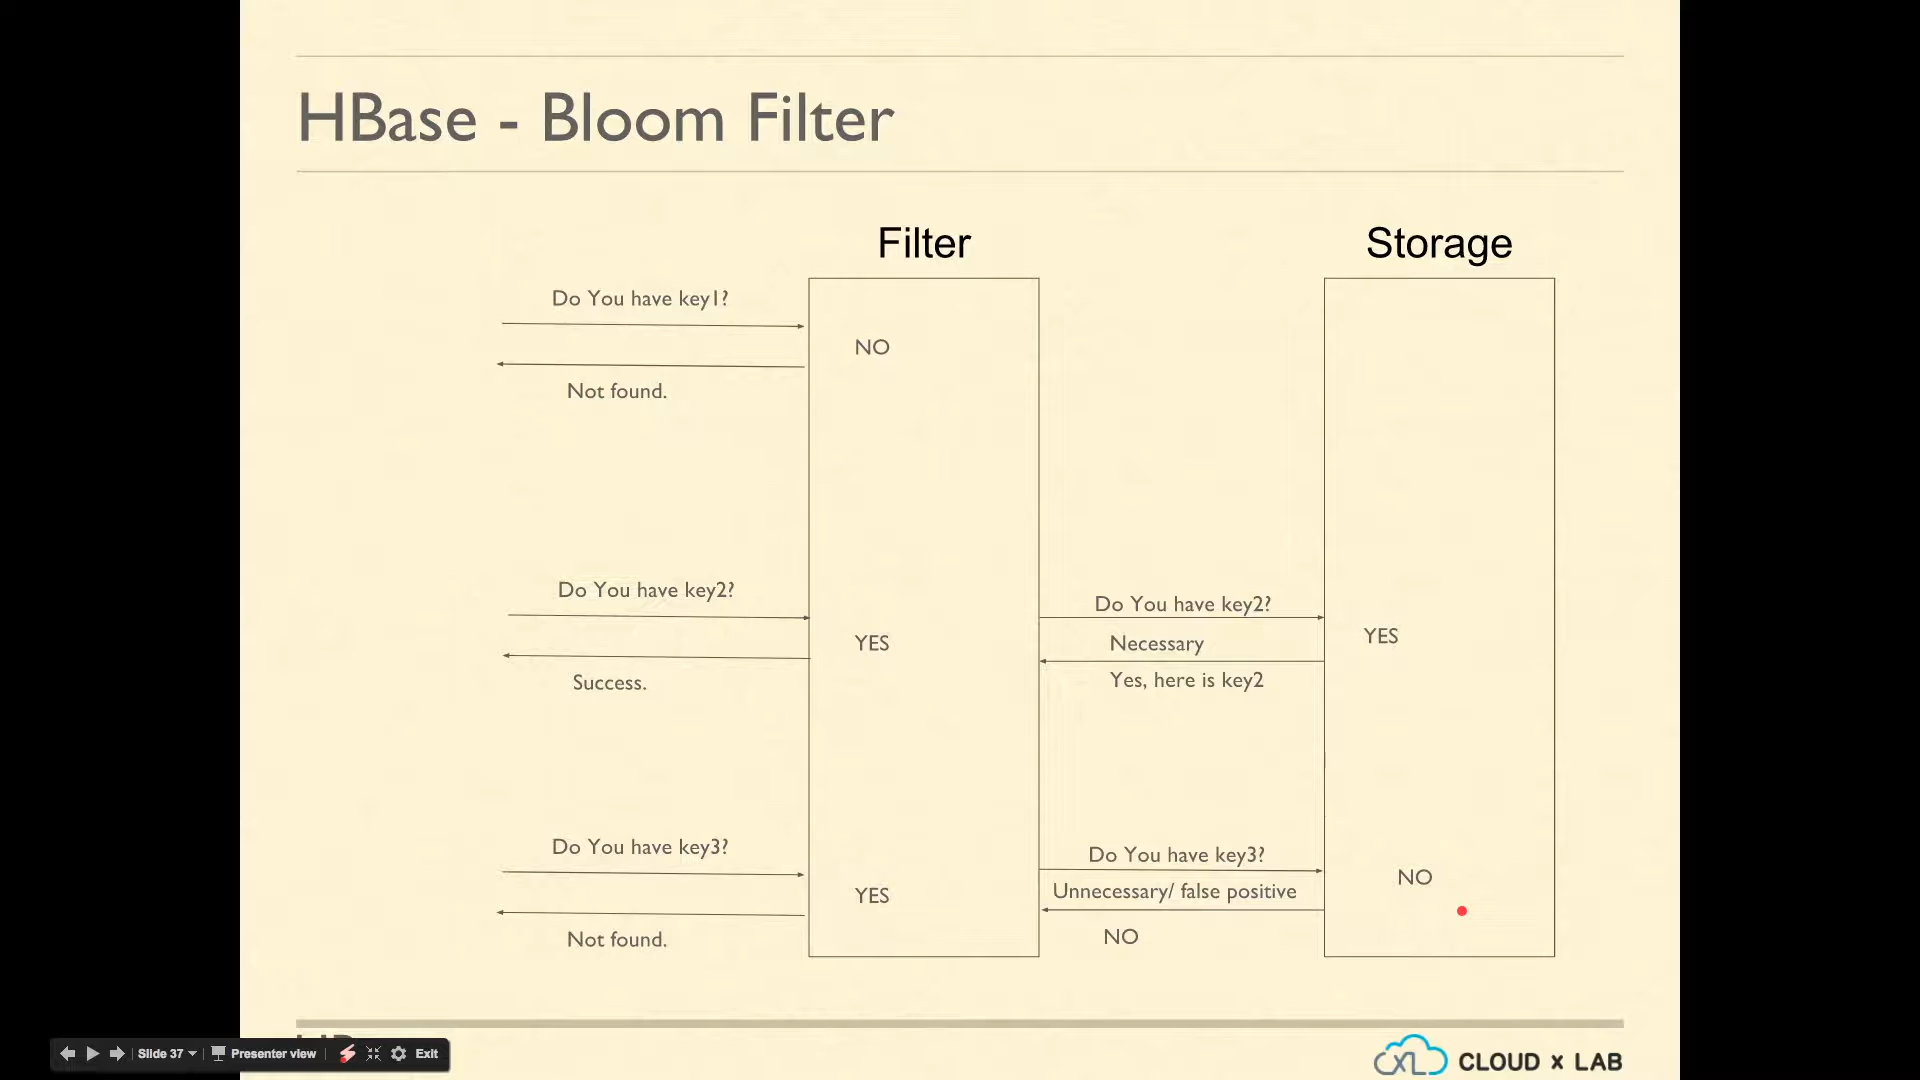 HBase - Bloom Filter
Filter
Storage
Do You have key1?
NO
Not found.
Do You have key2?
Do You have key2?
YES
Necessary
YES
Success.
Yes, here is key2
Do You have key3?
Do You have key3?
YES
Unnecessary/ false positive
NO
Not found.
NO
Slide 37
Presenter view
Exit
CXL
CLOUD x LAB